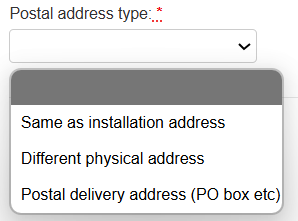 Postal address type: *
Same as installation address
Different physical address
Postal delivery address (PO box etc)